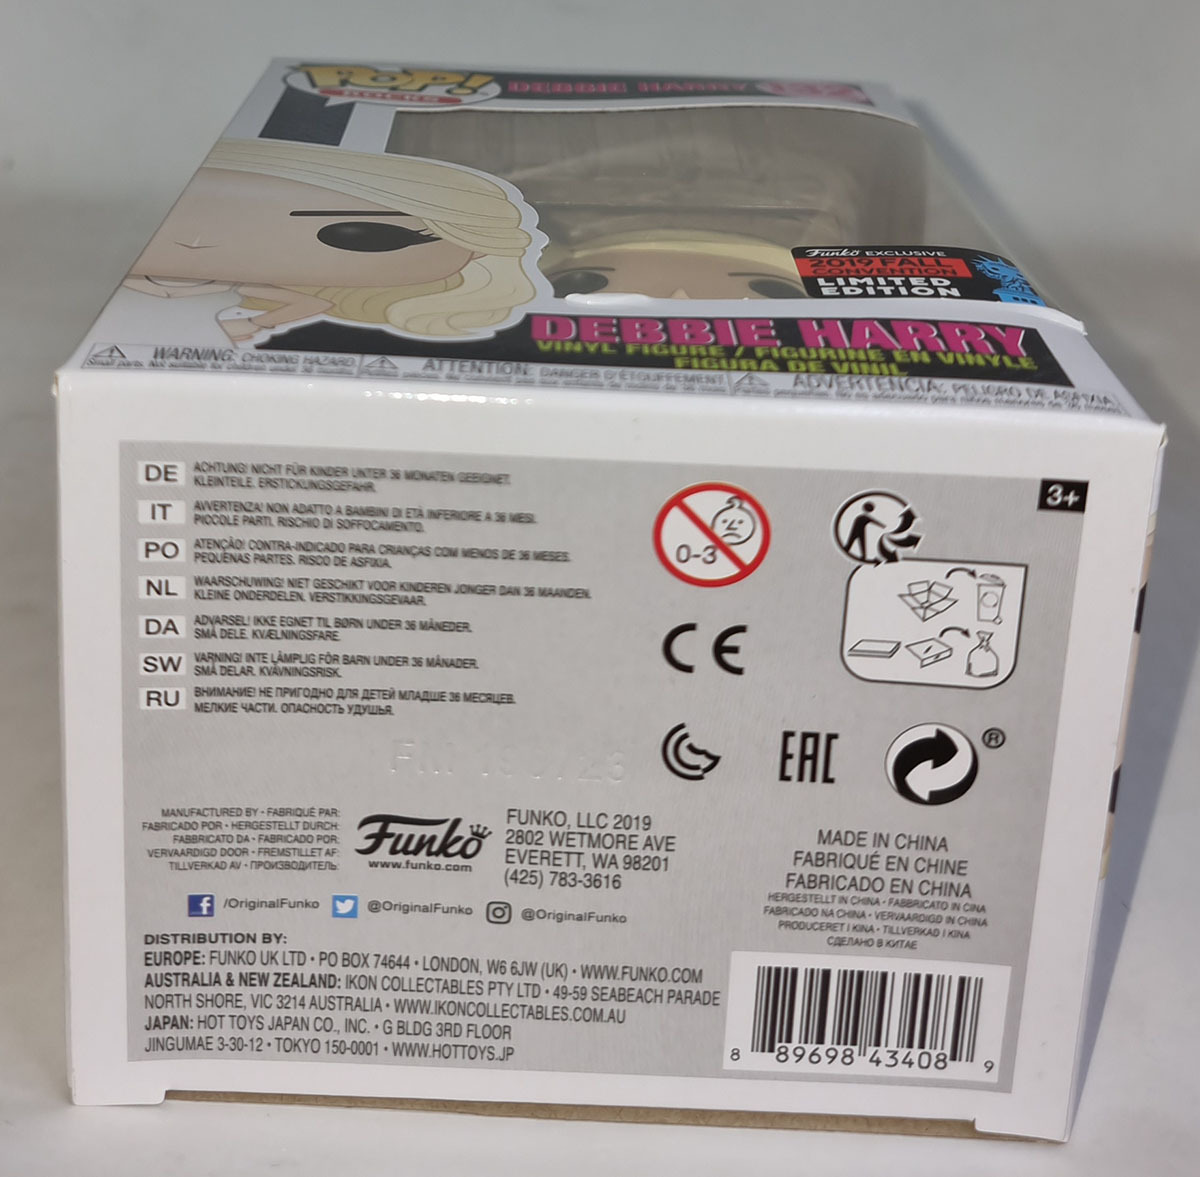 POP!
ROCKS
DEBBIE HARRY 132
Funko EXCLUSIVE
2019 FALL
CONVENTION
LIMITED
EDITION
DEBBIE HARRY
VINYL FIGURE / FIGURINE EN VINYLE
FIGURA DE VINIL
WARNING: CHOKING HAZARD
ATTENTION: DANGER D'ÉTOUFFEMENT
ADVERTENCIA: PELIGRO DE ASFIXIA
3+
DE ACHTUNG! NICHT FÜR KINDER UNTER 36 MONATEN GEEIGNET.
KLEINTEILE. ERSTICKUNGSGEFAHR.
IT AVVERTENZA! NON ADATTO A BAMBINI DI ETÀ INFERIORE A 36 MESI.
PICCOLE PARTI. RISCHIO DI SOFFOCAMENTO.
PO ATENÇÃO! CONTRA-INDICADO PARA CRIANÇAS COM MENOS DE 36 MESES.
PEQUENAS PARTES. RISCO DE ASFIXIA.
NL WAARSCHUWING! NIET GESCHIKT VOOR KINDEREN JONGER DAN 36 MAANDEN.
KLEINE ONDERDELEN. VERSTIKKINGSGEVAAR.
DA ADVARSEL! IKKE EGNET TIL BØRN UNDER 36 MÅNEDER.
SMÅ DELE. KVÆLNINGSFARE.
SW VARNING! INTE LÄMPLIG FÖR BARN UNDER 36 MÅNADER.
SMÅ DELAR. KVÄVNINGSRISK.
RU ВНИМАНИЕ! НЕ ПРИГОДНО ДЛЯ ДЕТЕЙ МЛАДШЕ 36 МЕСЯЦЕВ.
МЕЛКИЕ ЧАСТИ. ОПАСНОСТЬ УДУШЬЯ.
0-3
CE
EAC
®
MANUFACTURED BY • FABRIQUÉ PAR:
FABRICADO POR • HERGESTELLT DURCH:
FABBRICATO DA • FABRICADO POR:
VERVAARDIGD DOOR • FREMSTILLET AF:
TILLVERKAD AV • ПРОИЗВОДИТЕЛЬ:
Funko
www.funko.com
FUNKO, LLC 2019
2802 WETMORE AVE
EVERETT, WA 98201
(425) 783-3616
/OriginalFunko @OriginalFunko @OriginalFunko
MADE IN CHINA
FABRIQUÉ EN CHINE
FABRICADO EN CHINA
HERGESTELLT IN CHINA • FABBRICATO IN CINA
FABRICADO NA CHINA • VERVAARDIGD IN CHINA
PRODUCERET I KINA • TILLVERKAD I KINA
СДЕЛАНО В КИТАЕ
DISTRIBUTION BY:
EUROPE: FUNKO UK LTD • PO BOX 74644 • LONDON, W6 6JW (UK) • WWW.FUNKO.COM
AUSTRALIA & NEW ZEALAND: IKON COLLECTABLES PTY LTD • 49-59 SEABEACH PARADE
NORTH SHORE, VIC 3214 AUSTRALIA • WWW.IKONCOLLECTABLES.COM.AU
JAPAN: HOT TOYS JAPAN CO., INC. • G BLDG 3RD FLOOR
JINGUMAE 3-30-12 • TOKYO 150-0001 • WWW.HOTTOYS.JP
8 89698 43408 9